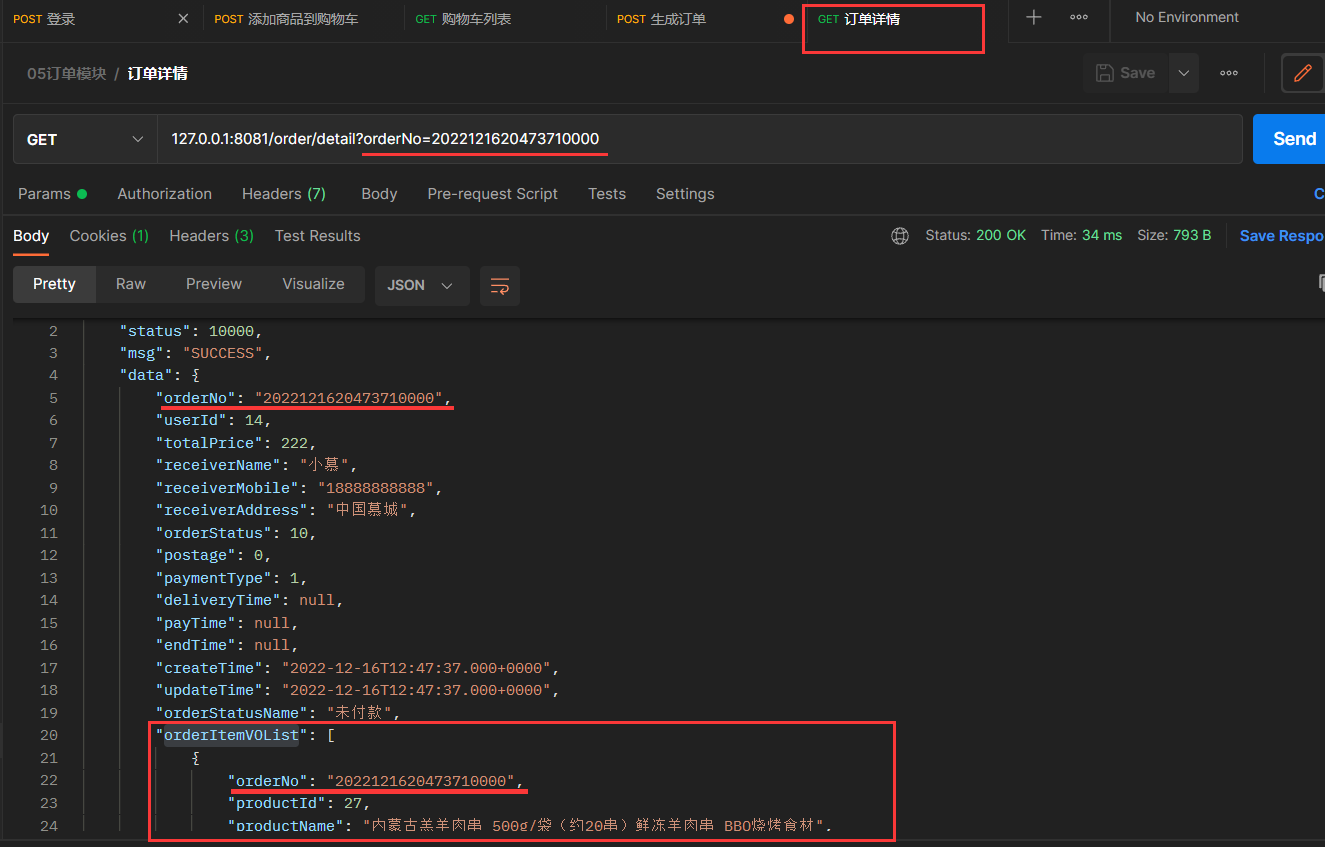 POST 登录 POST 添加商品到购物车 GET 购物车列表 POST 生成订单 GET 订单详情 No Environment
05订单模块 / 订单详情 Save
GET 127.0.0.1:8081/order/detail?orderNo=2022121620473710000 Send
Params Authorization Headers (7) Body Pre-request Script Tests Settings C
Body Cookies (1) Headers (3) Test Results Status: 200 OK Time: 34 ms Size: 793 B Save Respo
Pretty Raw Preview Visualize JSON
2 "status": 10000,
3 "msg": "SUCCESS",
4 "data": {
5 "orderNo": "2022121620473710000",
6 "userId": 14,
7 "totalPrice": 222,
8 "receiverName": "小慕",
9 "receiverMobile": "18888888888",
10 "receiverAddress": "中国慕城",
11 "orderStatus": 10,
12 "postage": 0,
13 "paymentType": 1,
14 "deliveryTime": null,
15 "payTime": null,
16 "endTime": null,
17 "createTime": "2022-12-16T12:47:37.000+0000",
18 "updateTime": "2022-12-16T12:47:37.000+0000",
19 "orderStatusName": "未付款",
20 "orderItemVOList": [
21 {
22 "orderNo": "2022121620473710000",
23 "productId": 27,
24 "productName": "内蒙古羔羊肉串 500g/袋（约20串）鲜冻羊肉串 BBQ烧烤食材",